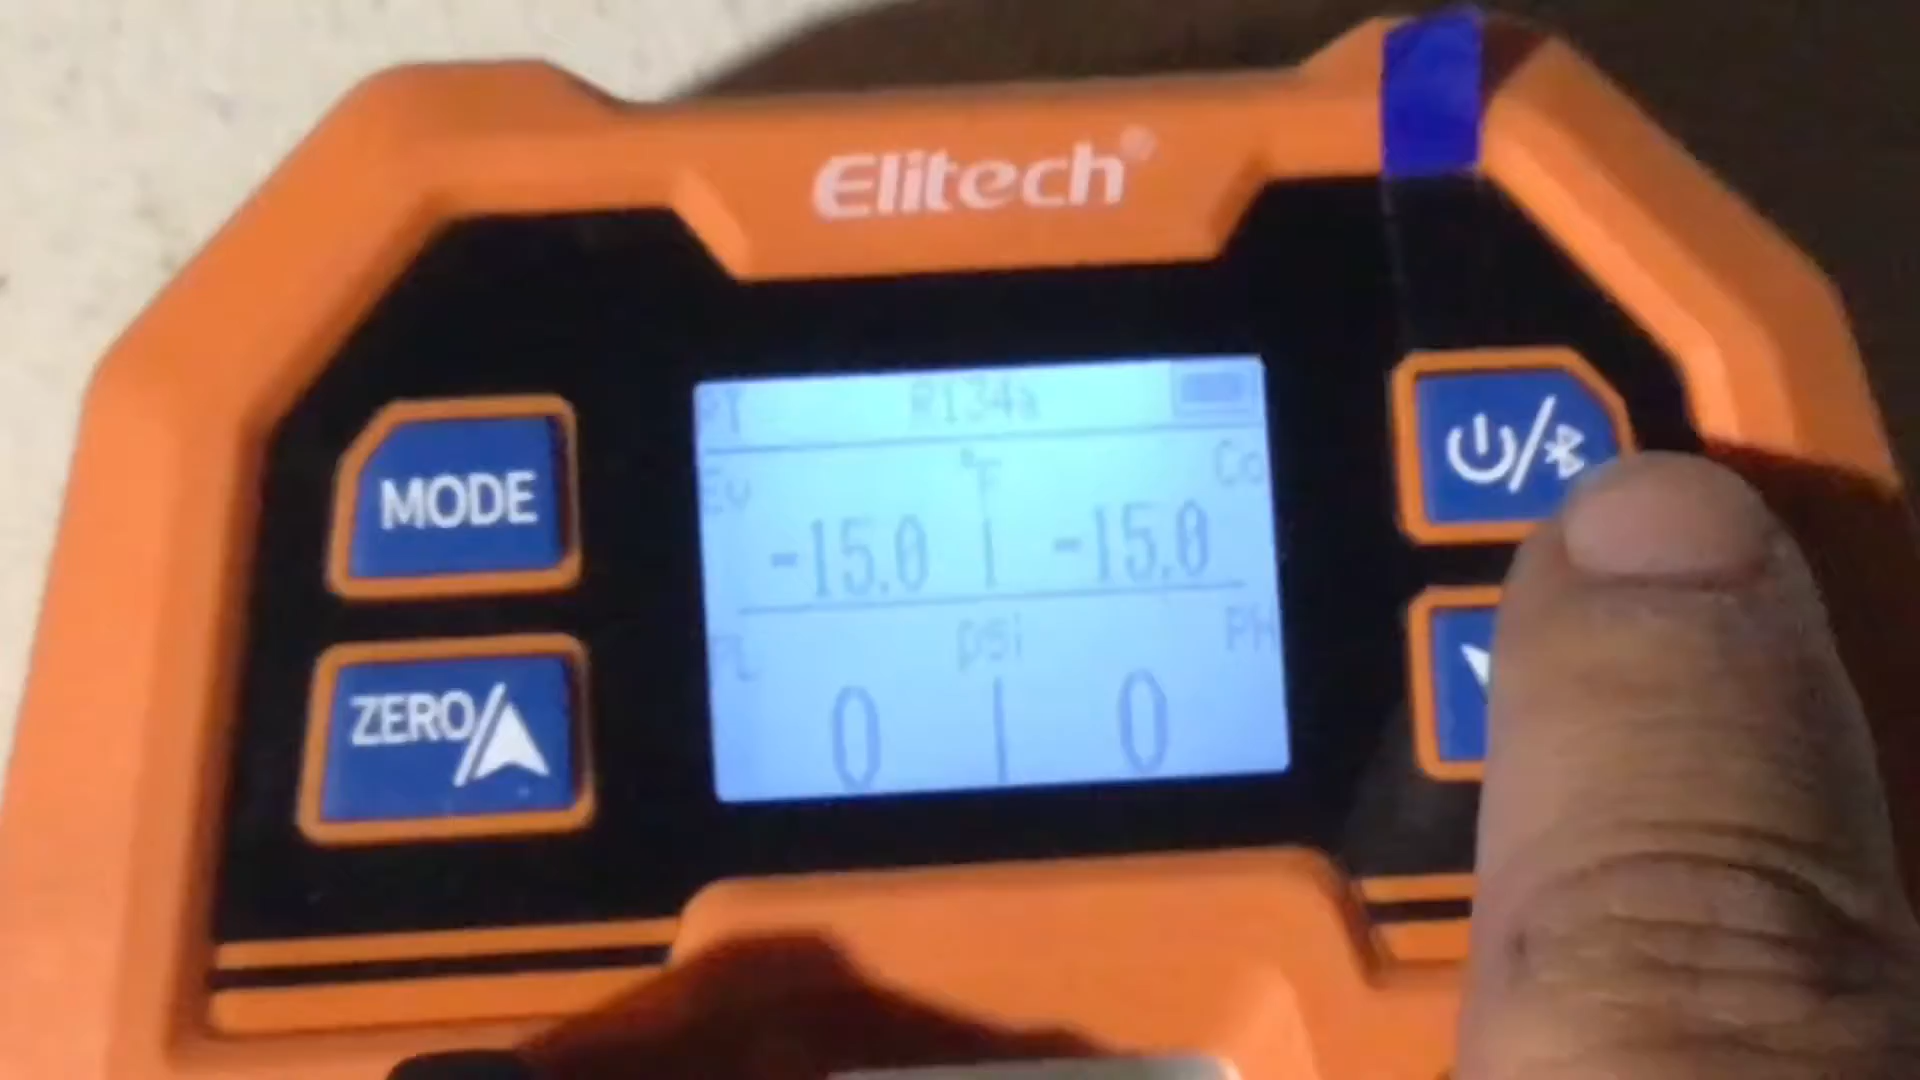 Elitech®
PT R134a
Ev °F Co
-15.0 -15.0
PL psi PH
0 0
MODE
ZERO/